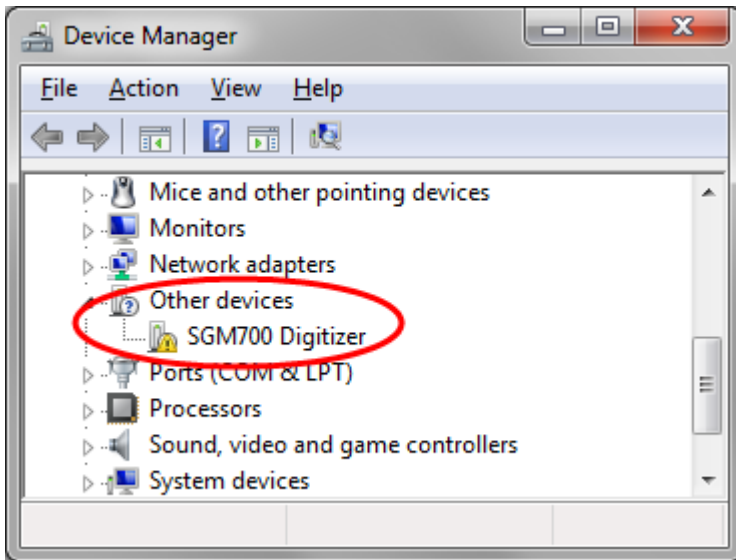 Device Manager
File Action View Help
Mice and other pointing devices
Monitors
Network adapters
Other devices
SGM700 Digitizer
Ports (COM & LPT)
Processors
Sound, video and game controllers
System devices